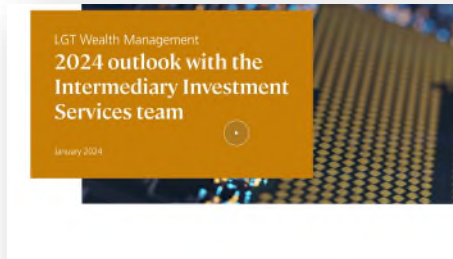 LGT Wealth Management
2024 outlook with the
Intermediary Investment
Services team
January 2024